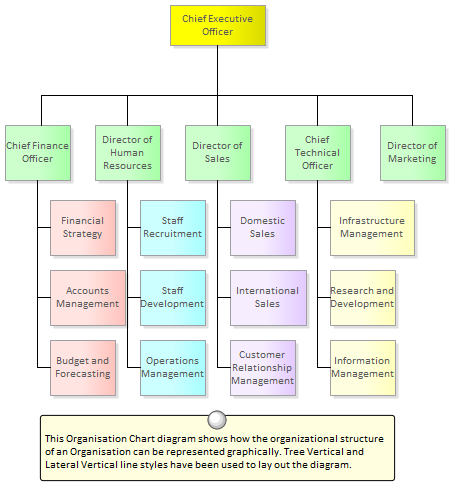 Chief Executive
Officer
Chief Finance
Officer
Director of
Human
Resources
Director of
Sales
Chief
Technical
Officer
Director of
Marketing
Financial
Strategy
Staff
Recruitment
Domestic
Sales
Infrastructure
Management
Accounts
Management
Staff
Development
International
Sales
Research and
Development
Budget and
Forecasting
Operations
Management
Customer
Relationship
Management
Information
Management
This Organisation Chart diagram shows how the organizational structure
of an Organisation can be represented graphically. Tree Vertical and
Lateral Vertical line styles have been used to lay out the diagram.